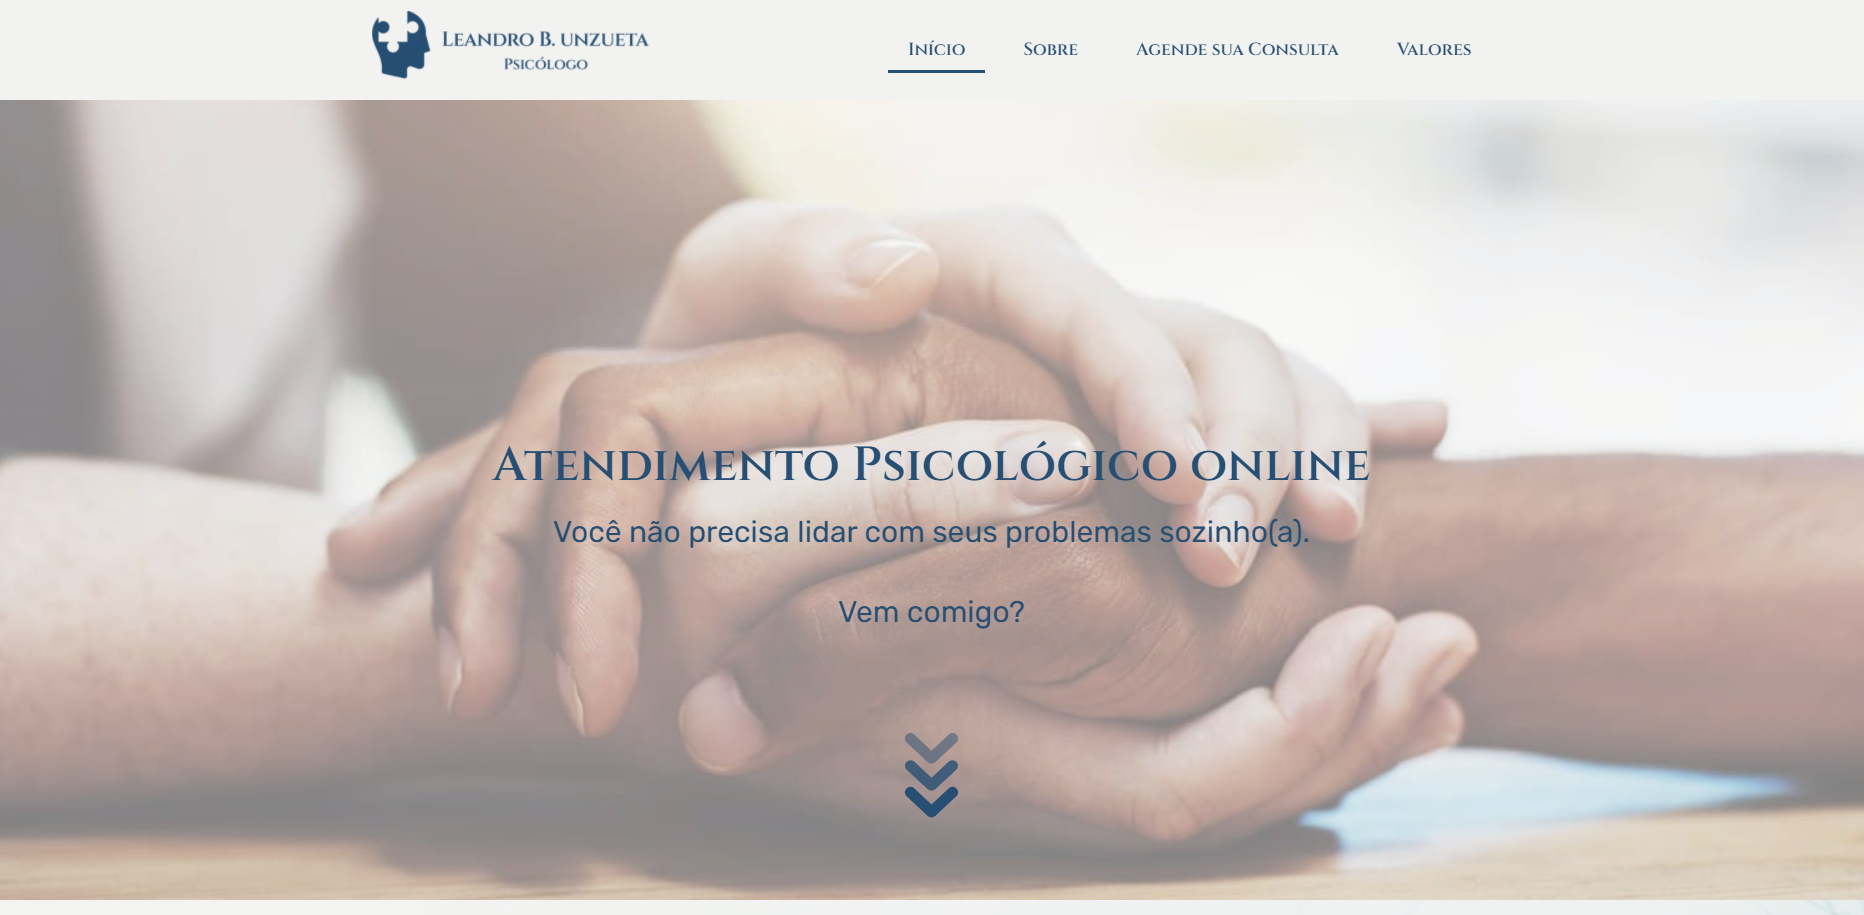 Leandro B. unzueta
Psicólogo
Início
Sobre
Agende sua Consulta
Valores
Atendimento Psicológico online
Você não precisa lidar com seus problemas sozinho(a).
Vem comigo?